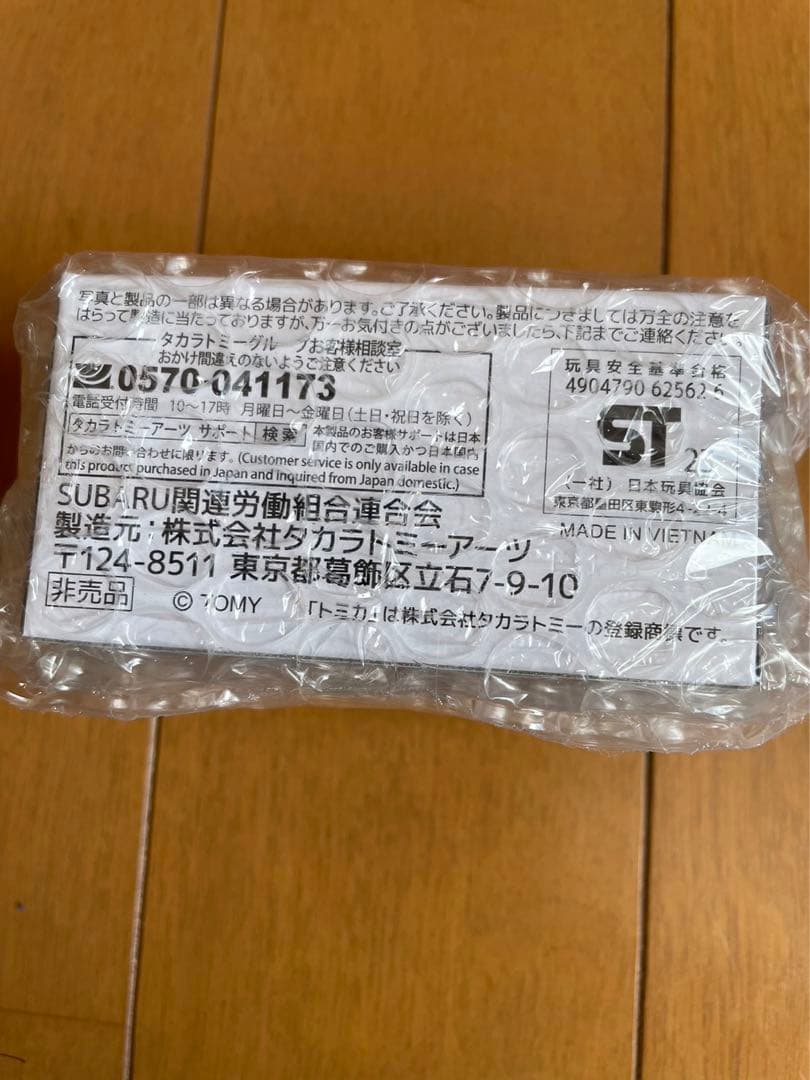 写真と製品の一部は異なる場合があります。ご了承ください。製品につきましては万全の注意を
はらって製造に当たっておりますが、万一お気付きの点がございましたら、下記までご連絡ください。
タカラトミーグループお客様相談室
おかけ間違えのないようご注意ください
0570-041173
電話受付時間 10〜17時 月曜日〜金曜日(土日・祝日を除く)
タカラトミーアーツ サポート 検索 本製品のお客様サポートは日本
国内でのご購入かつ日本国内
からのお問い合わせに限ります。(Customer service is only available in case
this product purchased in Japan and inquired from Japan domestic.)
玩具安全基準合格
4904790 62562 6
ST
(一社) 日本玩具協会
東京都墨田区東駒形4-
MADE IN VIETNAM
SUBARU関連労働組合連合会
製造元:株式会社タカラトミーアーツ
〒124-8511 東京都葛飾区立石7-9-10
非売品 © TOMY 「トミカ」は株式会社タカラトミーの登録商標です。